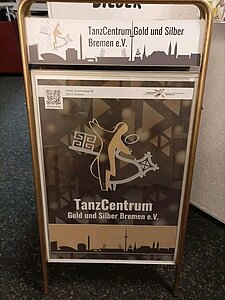 TanzCentrum Gold und Silber
Bremen e.V.
TanzCentrum
Gold und Silber Bremen e.V.